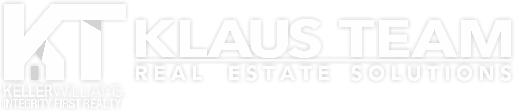 KT
KLAUS TEAM
REAL ESTATE SOLUTIONS
KELLERWILLIAMS
INTEGRITY FIRST REALTY